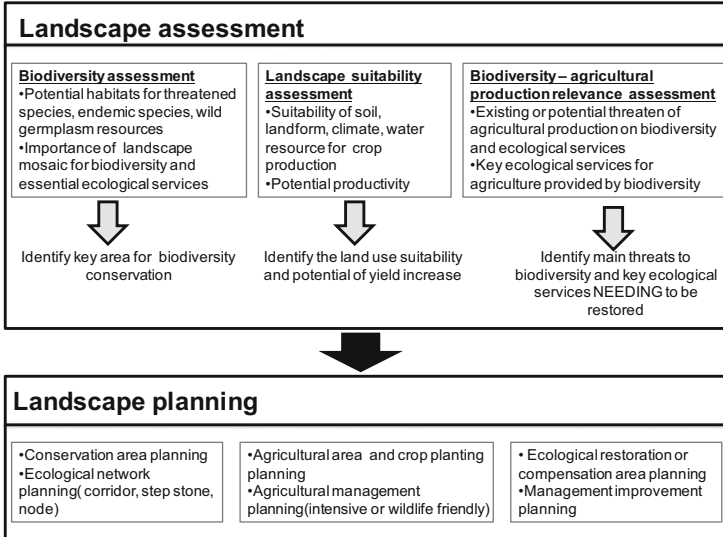 Landscape assessment
Biodiversity assessment
•Potential habitats for threatened
species, endemic species, wild
germplasm resources
•Importance of landscape
mosaic for biodiversity and
essential ecological services
Identify key area for biodiversity
conservation
Landscape suitability
assessment
•Suitability of soil,
landform, climate, water
resource for crop
production
•Potential productivity
Identify the land use suitability
and potential of yield increase
Biodiversity – agricultural
production relevance assessment
•Existing or potential threaten of
agricultural production on biodiversity
and ecological services
•Key ecological services for
agriculture provided by biodiversity
Identify main threats to
biodiversity and key ecological
services NEEDING to be
restored
Landscape planning
•Conservation area planning
•Ecological network
planning( corridor, step stone,
node)
•Agricultural area and crop planting
planning
•Agricultural management
planning(intensive or wildlife friendly)
• Ecological restoration or
compensation area planning
•Management improvement
planning